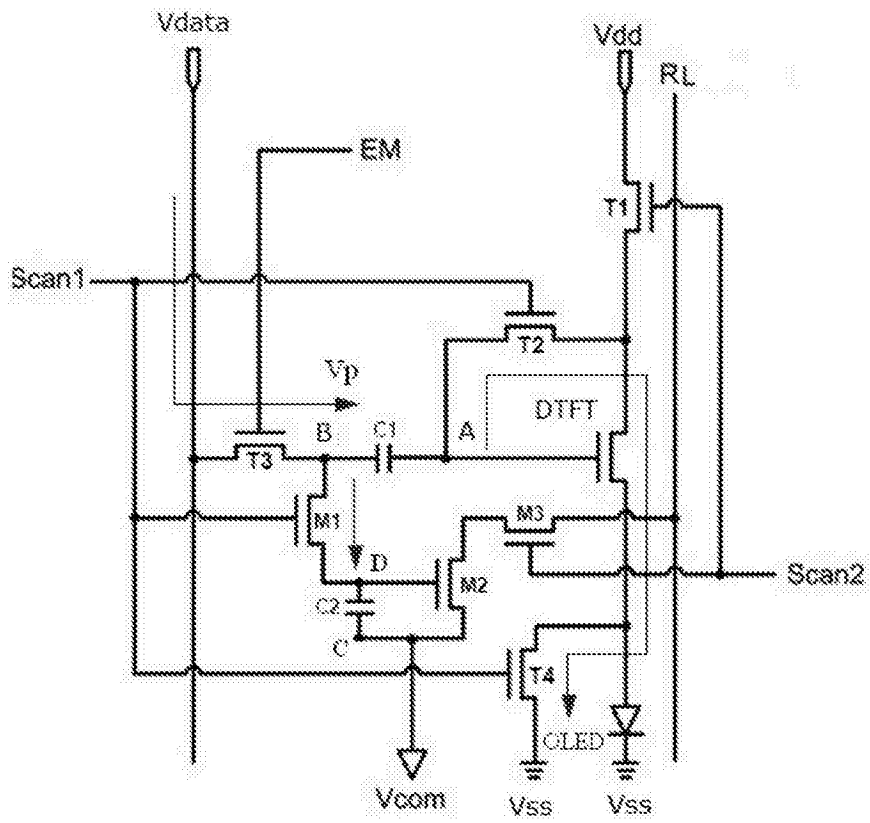 Vdata
Vdd
RL
EM
T1
Scan1
T2
Vp
DTFT
B
C1
A
T3
M1
M3
D
M2
Scan2
C2
C
T4
OLED
Vcom
Vss
Vss